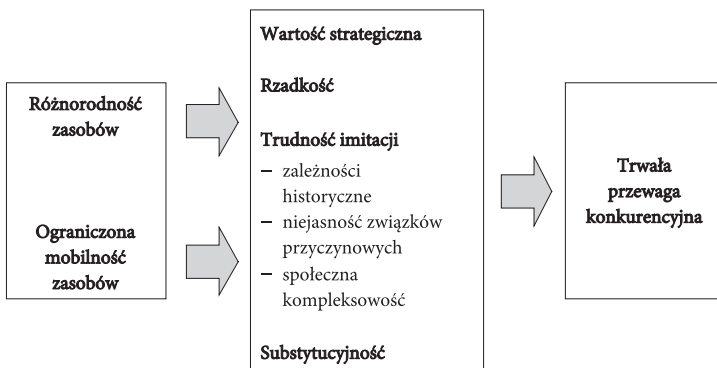 Różnorodność
zasobów
Ograniczona
mobilność
zasobów
Wartość strategiczna
Rzadkość
Trudność imitacji
– zależności
historyczne
– niejasność związków
przyczynowych
– społeczna
kompleksowość
Substytucyjność
Trwała
przewaga
konkurencyjna